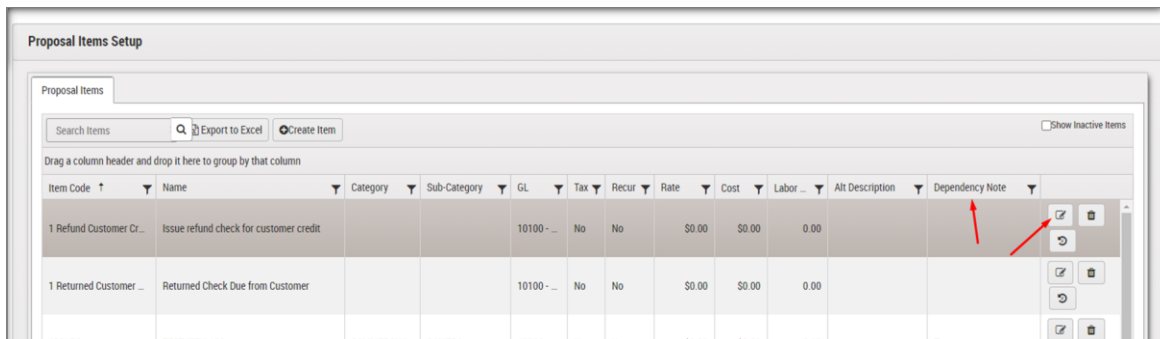 Proposal Items Setup
Proposal Items
Search Items Export to Excel Create Item Show Inactive Items
Drag a column header and drop it here to group by that column
Item Code ↑ Name Category Sub-Category GL Tax Recur Rate Cost Labor ... Alt Description Dependency Note
1 Refund Customer Cr... Issue refund check for customer credit 10100 - ... No No $0.00 $0.00 0.00
1 Returned Customer ... Returned Check Due from Customer 10100 - ... No No $0.00 $0.00 0.00